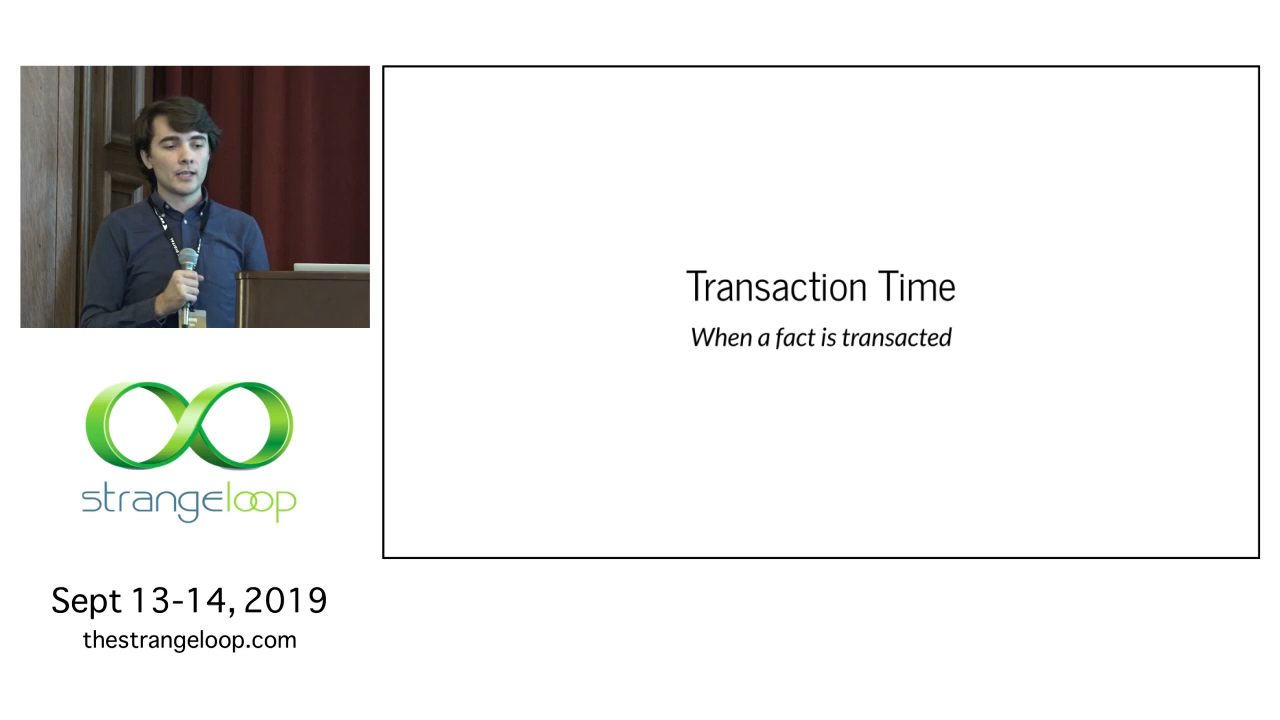 Transaction Time
When a fact is transacted
strangeloop
Sept 13-14, 2019
thestrangeloop.com